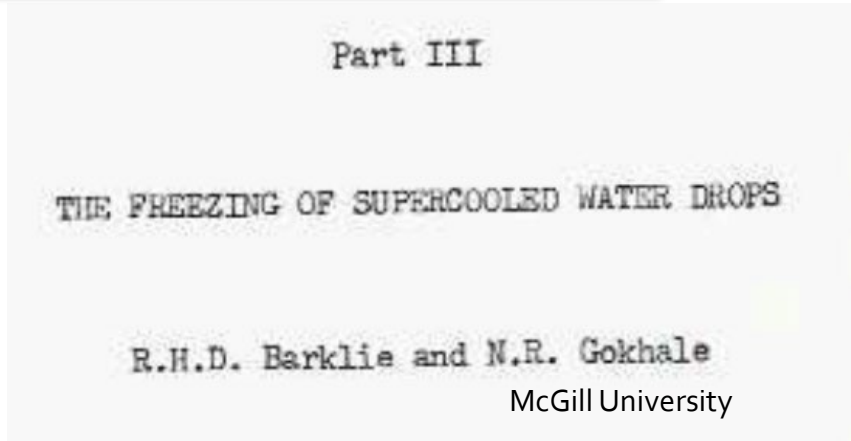 Part III
THE FREEZING OF SUPERCOOLED WATER DROPS
R.H.D. Barklie and N.R. Gokhale
McGill University